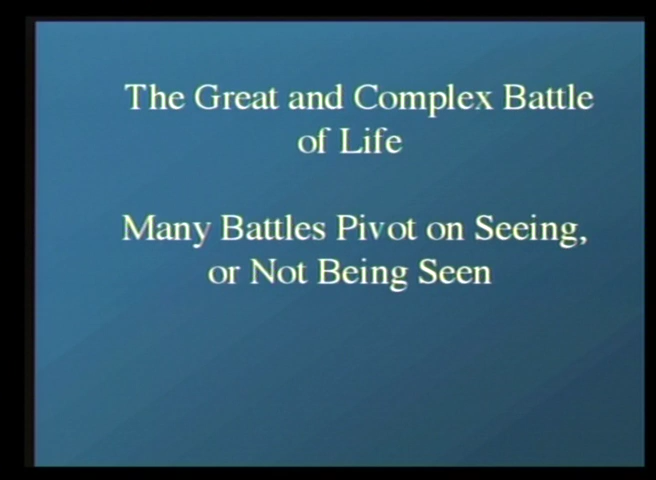 The Great and Complex Battle
of Life
Many Battles Pivot on Seeing,
or Not Being Seen